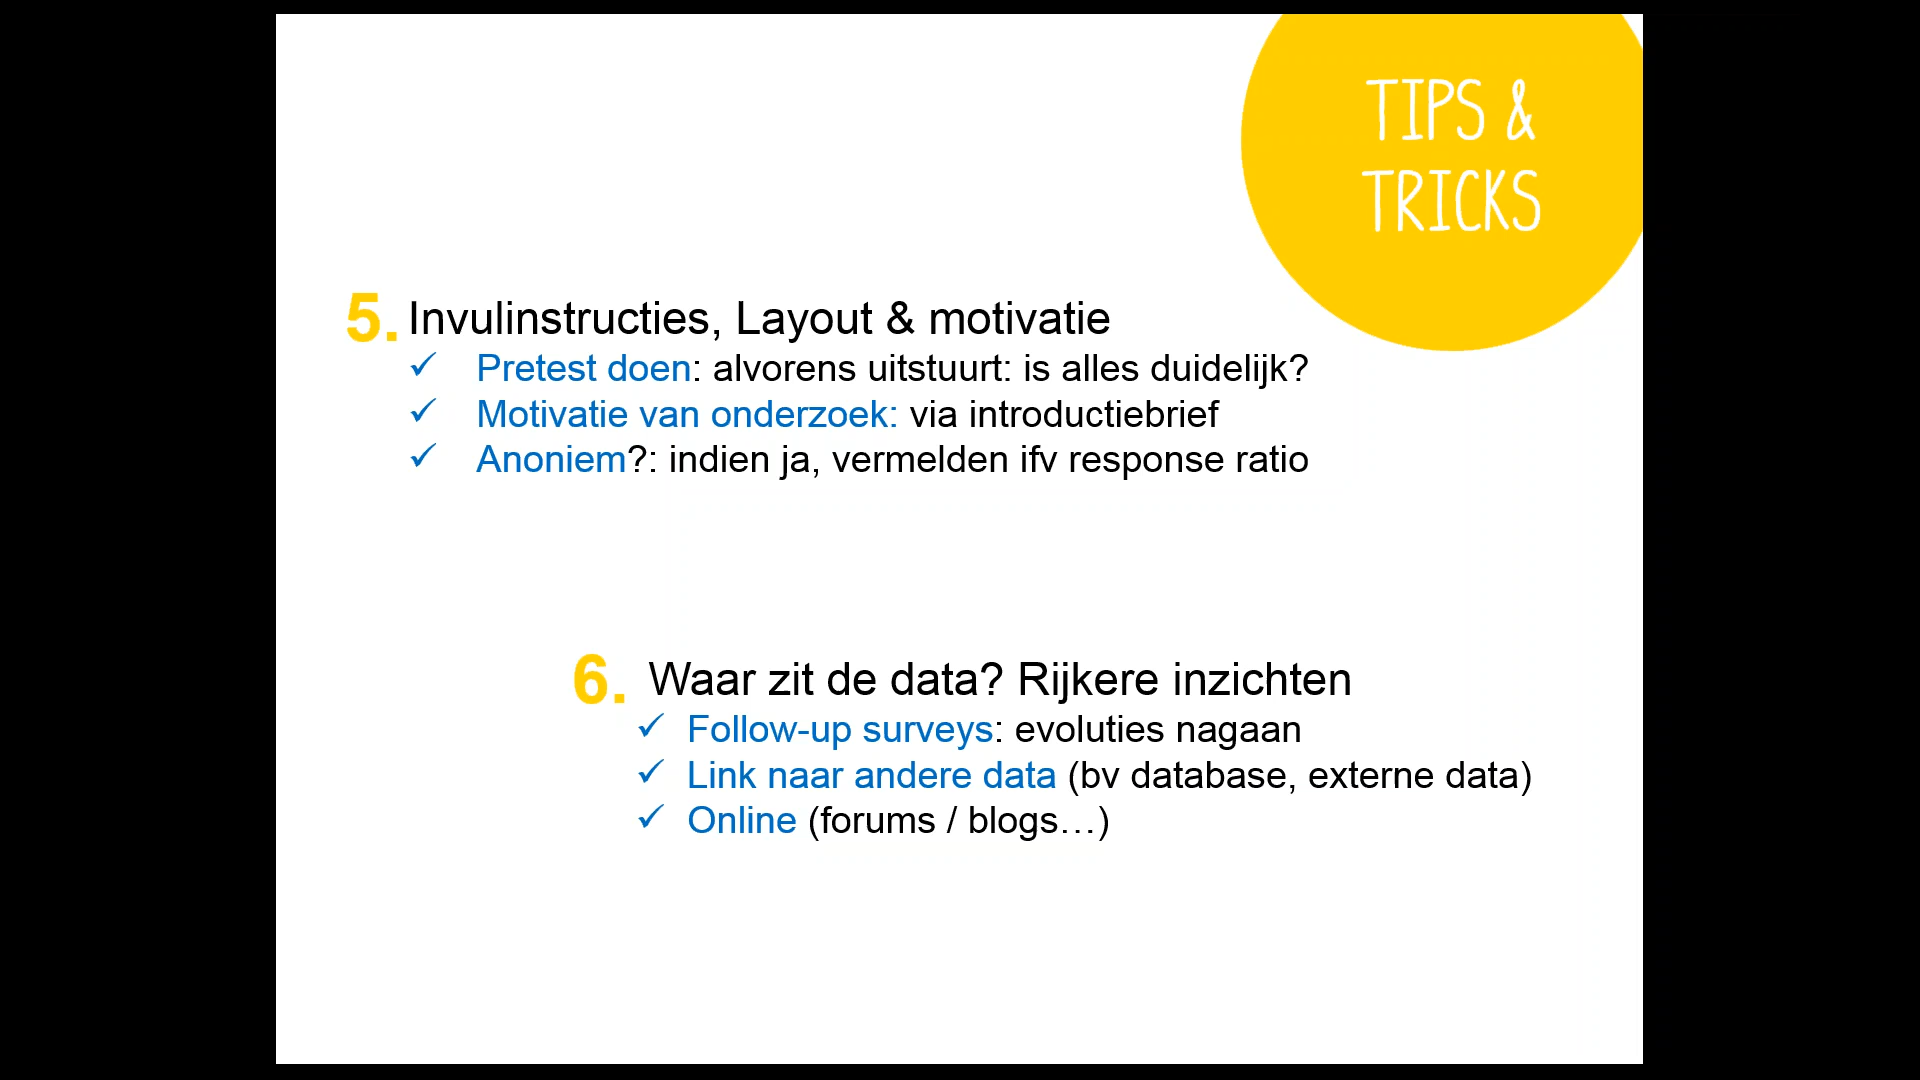 TIPS &
TRICKS
5. Invulinstructies, Layout & motivatie
✓ Pretest doen: alvorens uitstuurt: is alles duidelijk?
✓ Motivatie van onderzoek: via introductiebrief
✓ Anoniem?: indien ja, vermelden ifv response ratio
6. Waar zit de data? Rijkere inzichten
✓ Follow-up surveys: evoluties nagaan
✓ Link naar andere data (bv database, externe data)
✓ Online (forums / blogs…)